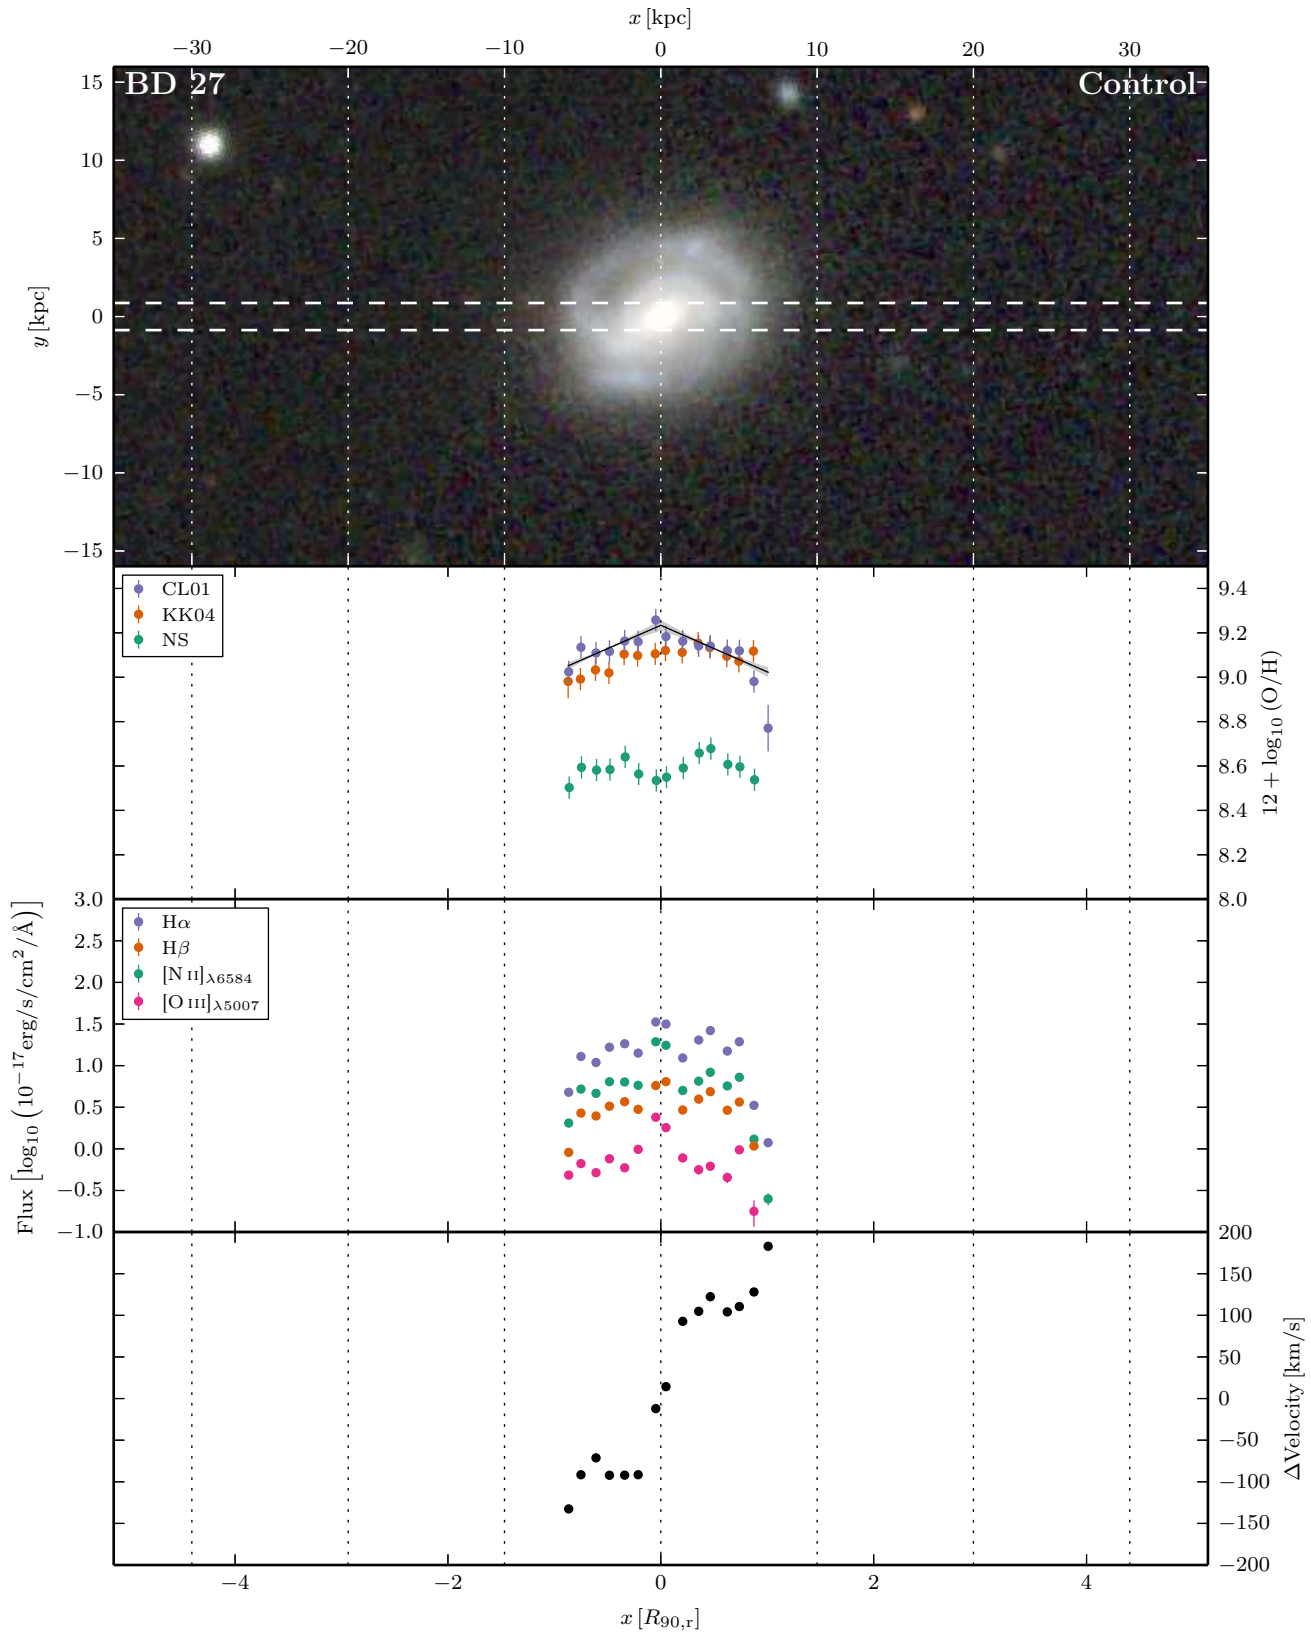 x [kpc]
−30 −20 −10 0 10 20 30
BD 27 Control
15
10
5
0
−5
−10
−15
y [kpc]
CL01
KK04
NS
9.4
9.2
9.0
8.8
8.6
8.4
8.2
8.0
12 + log₁₀ (O/H)
Hα
Hβ
[N II]λ6584
[O III]λ5007
3.0
2.5
2.0
1.5
1.0
0.5
0.0
−0.5
−1.0
Flux [log₁₀ (10⁻¹⁷erg/s/cm²/Å)]
200
150
100
50
0
−50
−100
−150
−200
ΔVelocity [km/s]
−4 −2 0 2 4
x [R₉₀,ᵣ]